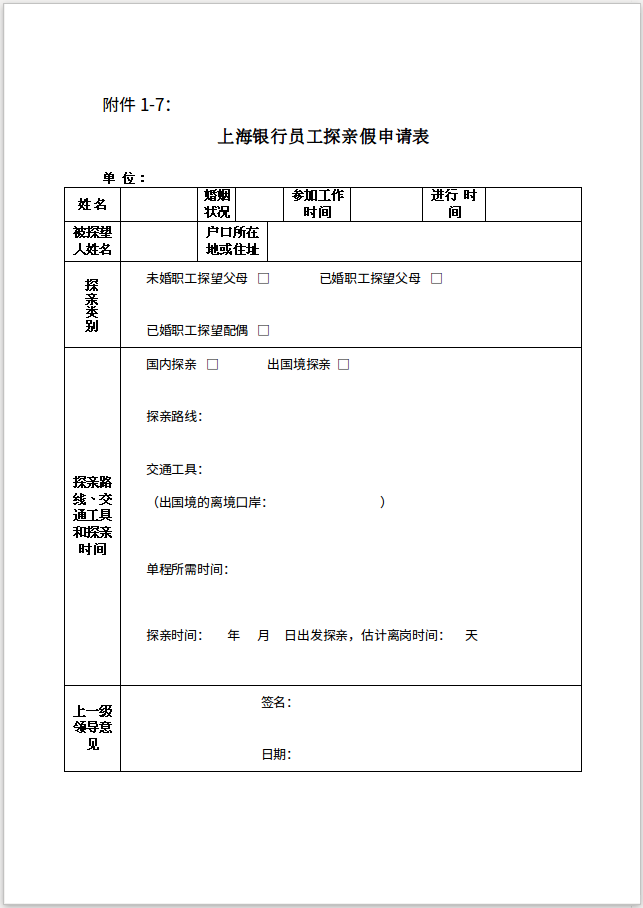 附件 1-7：
上海银行员工探亲假申请表
单 位：
姓 名
婚姻
状况
参加工作
时间
进行 时
间
被探望
人姓名
户口所在
地或住址
探
亲
类
别
未婚职工探望父母 □ 已婚职工探望父母 □
已婚职工探望配偶 □
探亲路
线、交
通工具
和探亲
时间
国内探亲 □ 出国境探亲 □
探亲路线：
交通工具：
（出国境的离境口岸： ）
单程所需时间：
探亲时间： 年 月 日出发探亲，估计离岗时间： 天
上一级
领导意
见
签名：
日期：